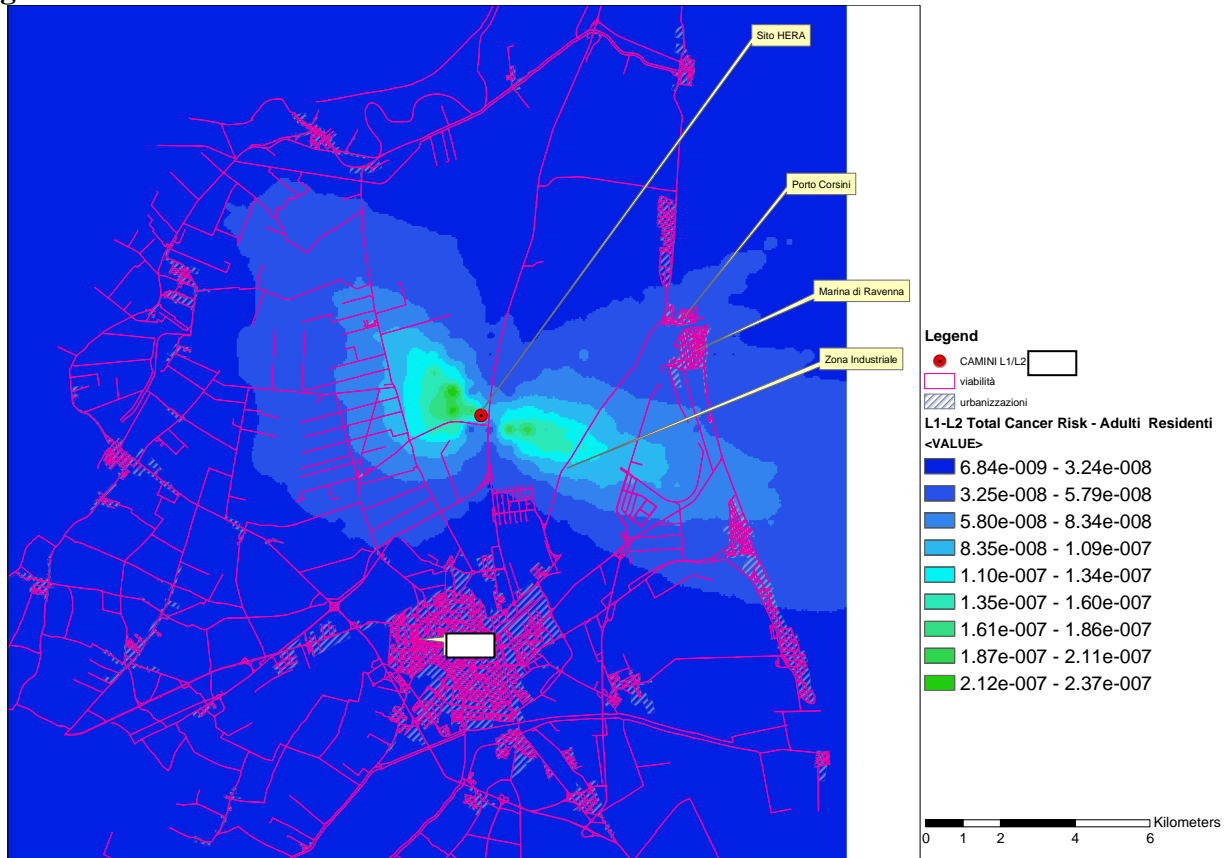 g
Sito HERA
Porto Corsini
Marina di Ravenna
Zona Industriale
Legend
CAMINI L1/L2
viabilità
urbanizzazioni
L1-L2 Total Cancer Risk - Adulti Residenti
<VALUE>
6.84e-009 - 3.24e-008
3.25e-008 - 5.79e-008
5.80e-008 - 8.34e-008
8.35e-008 - 1.09e-007
1.10e-007 - 1.34e-007
1.35e-007 - 1.60e-007
1.61e-007 - 1.86e-007
1.87e-007 - 2.11e-007
2.12e-007 - 2.37e-007
Kilometers
0 1 2 4 6